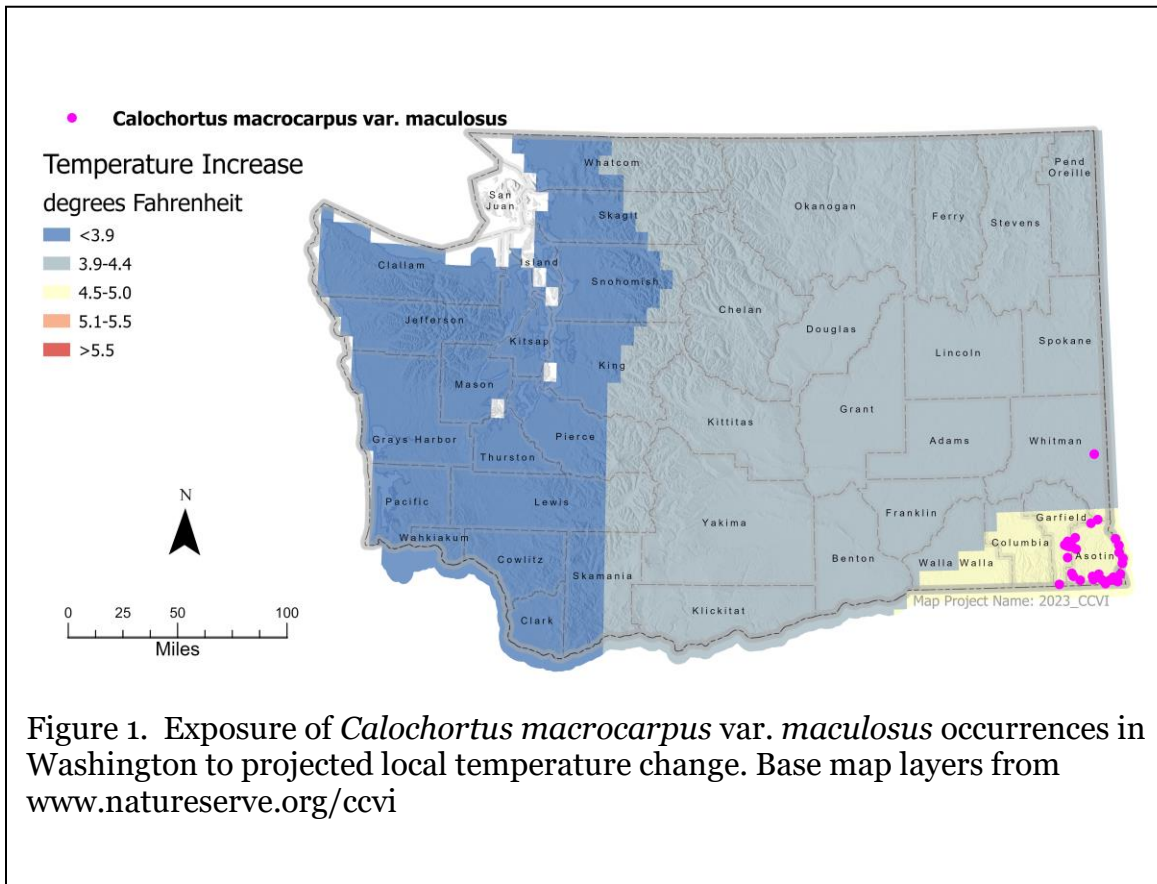 Calochortus macrocarpus var. maculosus
Temperature Increase
degrees Fahrenheit
<3.9
3.9-4.4
4.5-5.0
5.1-5.5
>5.5
N
0 25 50 100
Miles
Whatcom
Pend
Oreille
San
Juan
Okanogan
Ferry
Stevens
Skagit
Clallam
Island
Snohomish
Chelan
Jefferson
Douglas
Kitsap
Lincoln
Spokane
King
Mason
Grant
Kittitas
Grays Harbor
Pierce
Adams
Whitman
Thurston
Pacific
Lewis
Yakima
Franklin
Garfield
Wahkiakum
Columbia
Asotin
Cowlitz
Benton
Walla Walla
Skamania
Klickitat
Clark
Map Project Name: 2023_CCVI
Figure 1. Exposure of Calochortus macrocarpus var. maculosus occurrences in
Washington to projected local temperature change. Base map layers from
www.natureserve.org/ccvi